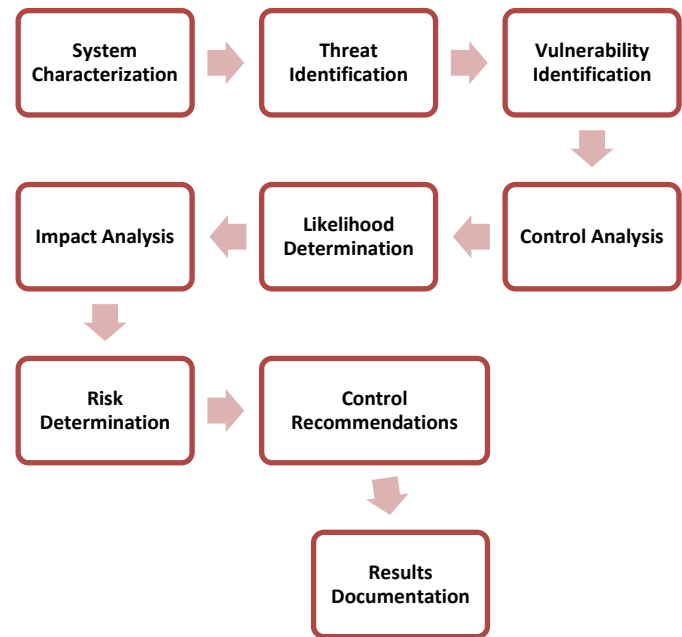 System
Characterization
Threat
Identification
Vulnerability
Identification
Control Analysis
Likelihood
Determination
Impact Analysis
Risk
Determination
Control
Recommendations
Results
Documentation